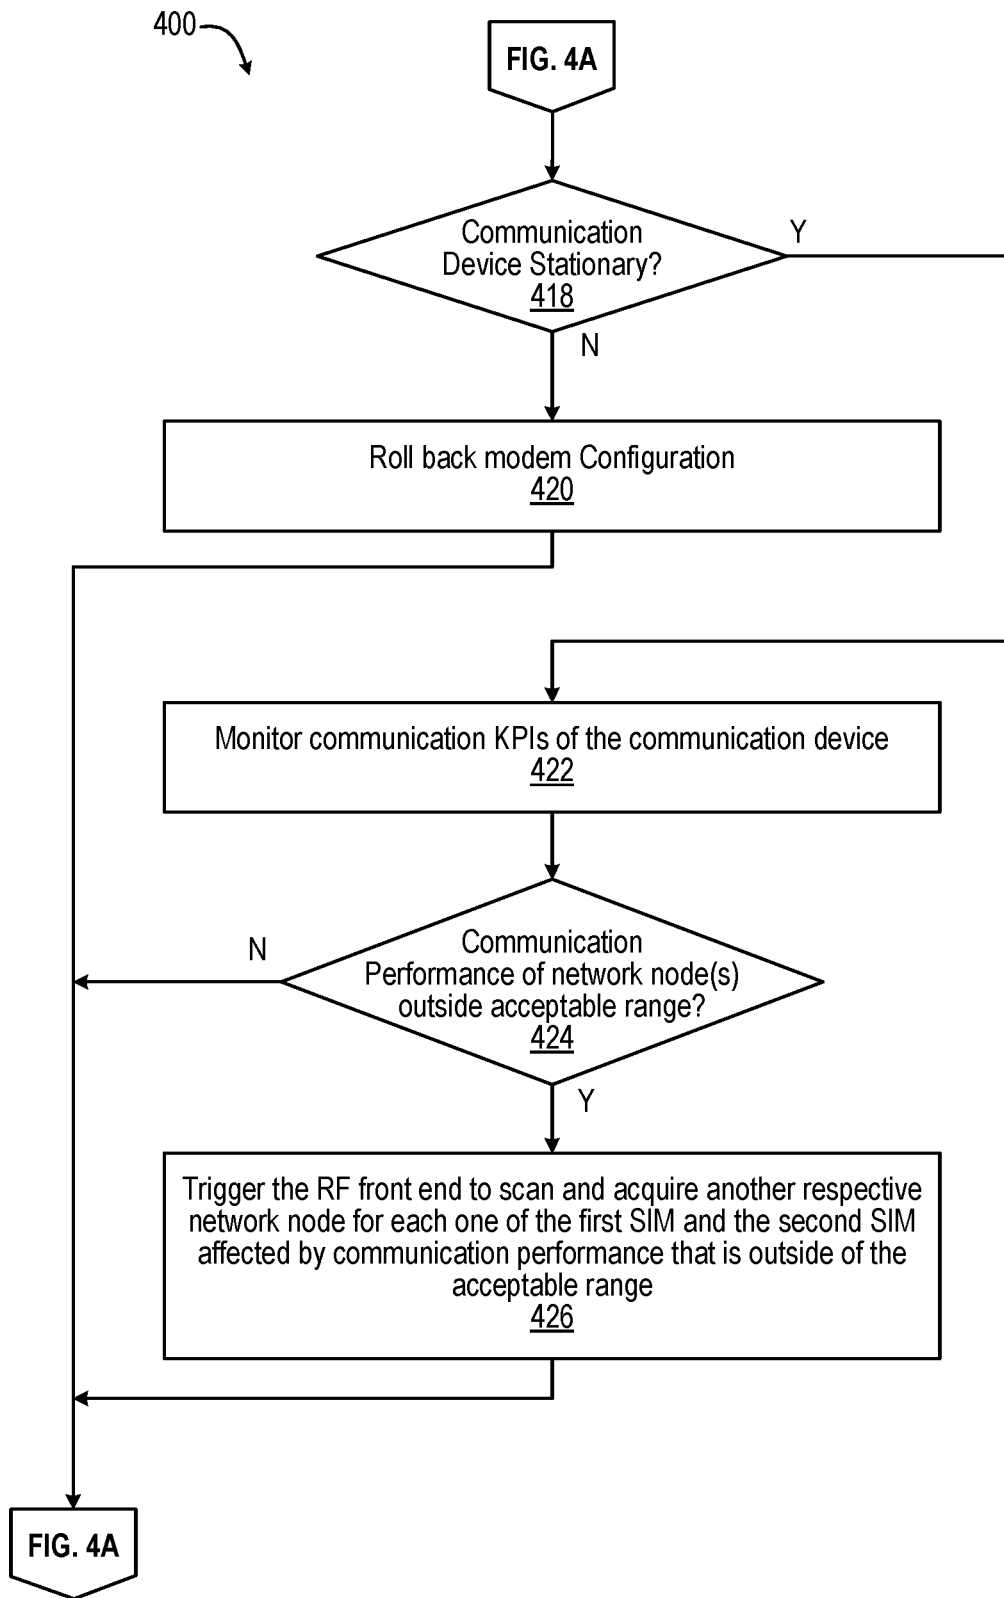 400
FIG. 4A
Communication
Device Stationary?
418
Y
N
Roll back modem Configuration
420
Monitor communication KPIs of the communication device
422
Communication
Performance of network node(s)
outside acceptable range?
424
N
Y
Trigger the RF front end to scan and acquire another respective
network node for each one of the first SIM and the second SIM
affected by communication performance that is outside of the
acceptable range
426
FIG. 4A